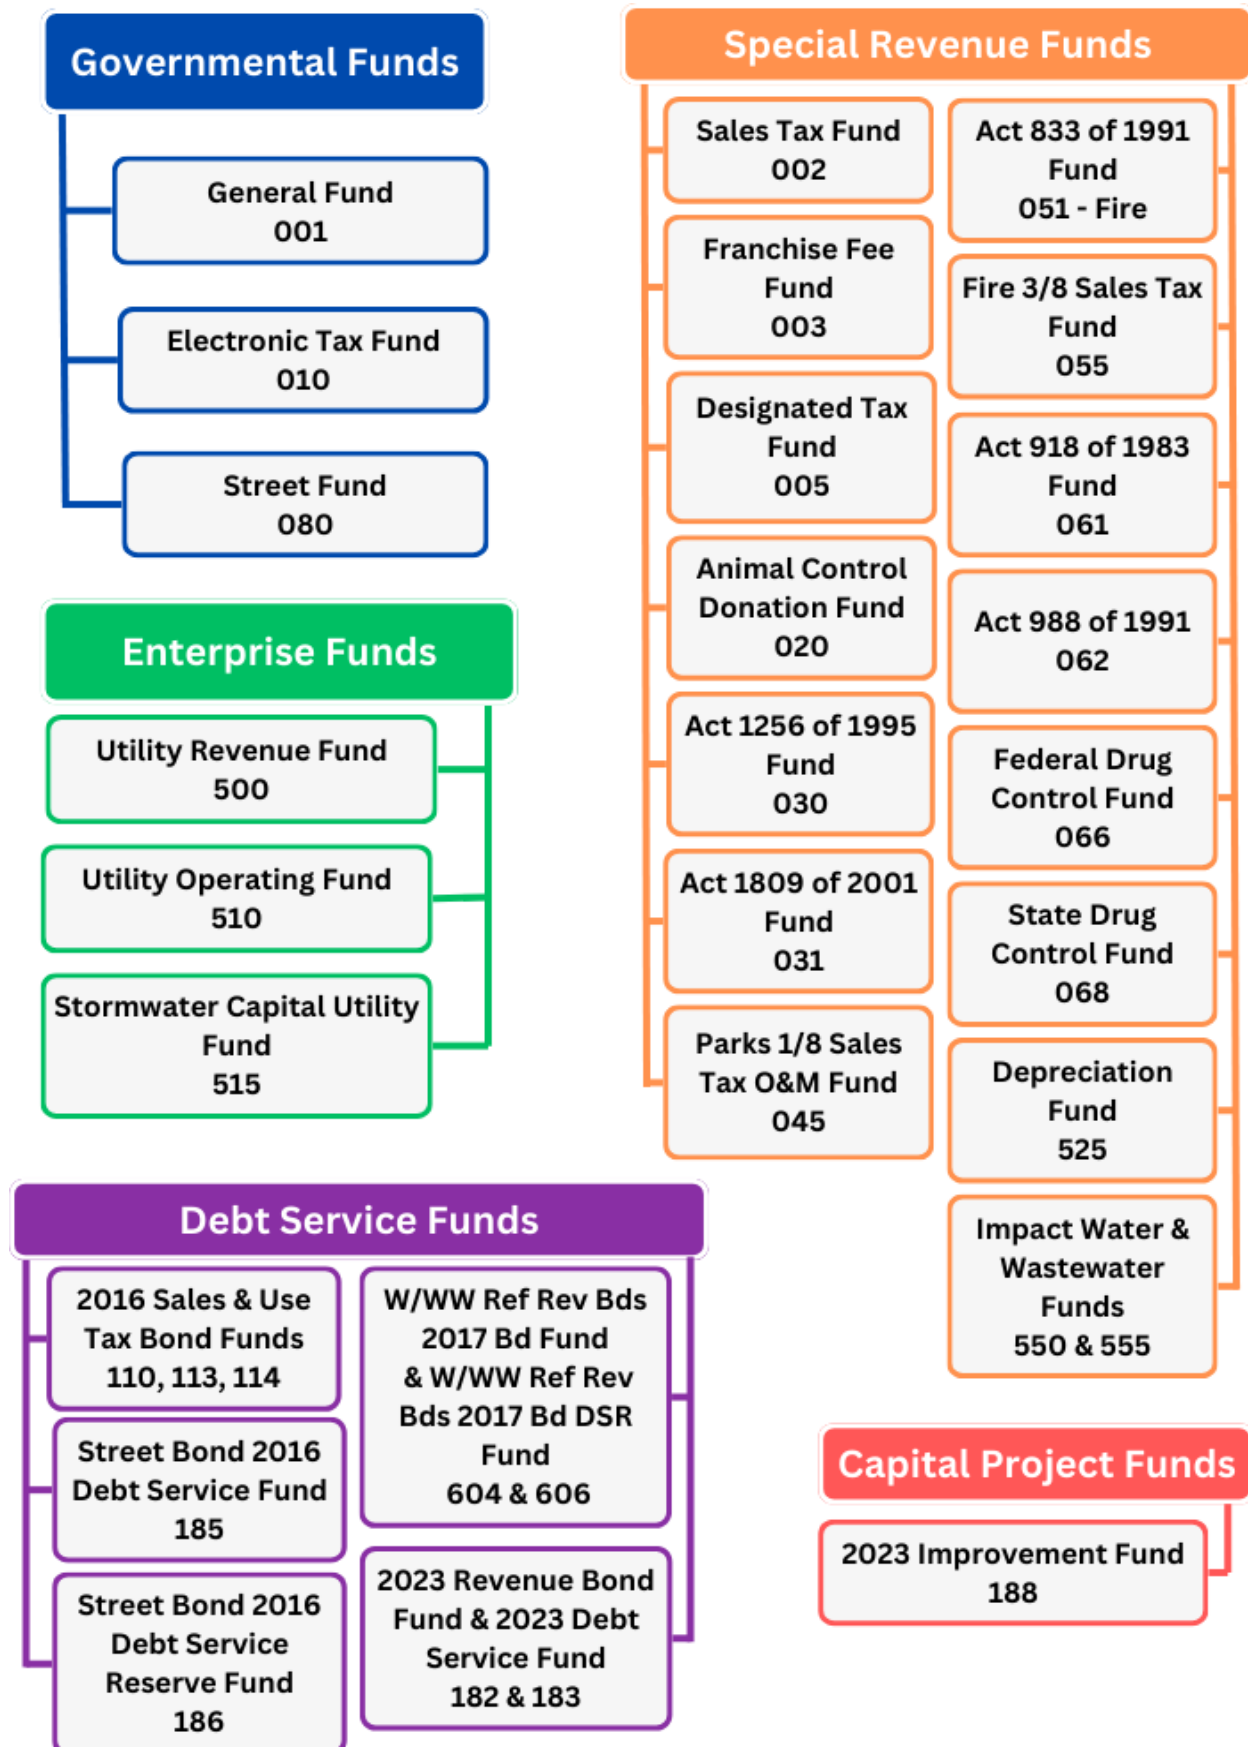 Governmental Funds
General Fund
001
Electronic Tax Fund
010
Street Fund
080
Enterprise Funds
Utility Revenue Fund
500
Utility Operating Fund
510
Stormwater Capital Utility
Fund
515
Special Revenue Funds
Sales Tax Fund
002
Franchise Fee
Fund
003
Designated Tax
Fund
005
Animal Control
Donation Fund
020
Act 1256 of 1995
Fund
030
Act 1809 of 2001
Fund
031
Parks 1/8 Sales
Tax O&M Fund
045
Act 833 of 1991
Fund
051 - Fire
Fire 3/8 Sales Tax
Fund
055
Act 918 of 1983
Fund
061
Act 988 of 1991
062
Federal Drug
Control Fund
066
State Drug
Control Fund
068
Depreciation
Fund
525
Impact Water &
Wastewater
Funds
550 & 555
Debt Service Funds
2016 Sales & Use
Tax Bond Funds
110, 113, 114
Street Bond 2016
Debt Service Fund
185
Street Bond 2016
Debt Service
Reserve Fund
186
W/WW Ref Rev Bds
2017 Bd Fund
& W/WW Ref Rev
Bds 2017 Bd DSR
Fund
604 & 606
2023 Revenue Bond
Fund & 2023 Debt
Service Fund
182 & 183
Capital Project Funds
2023 Improvement Fund
188